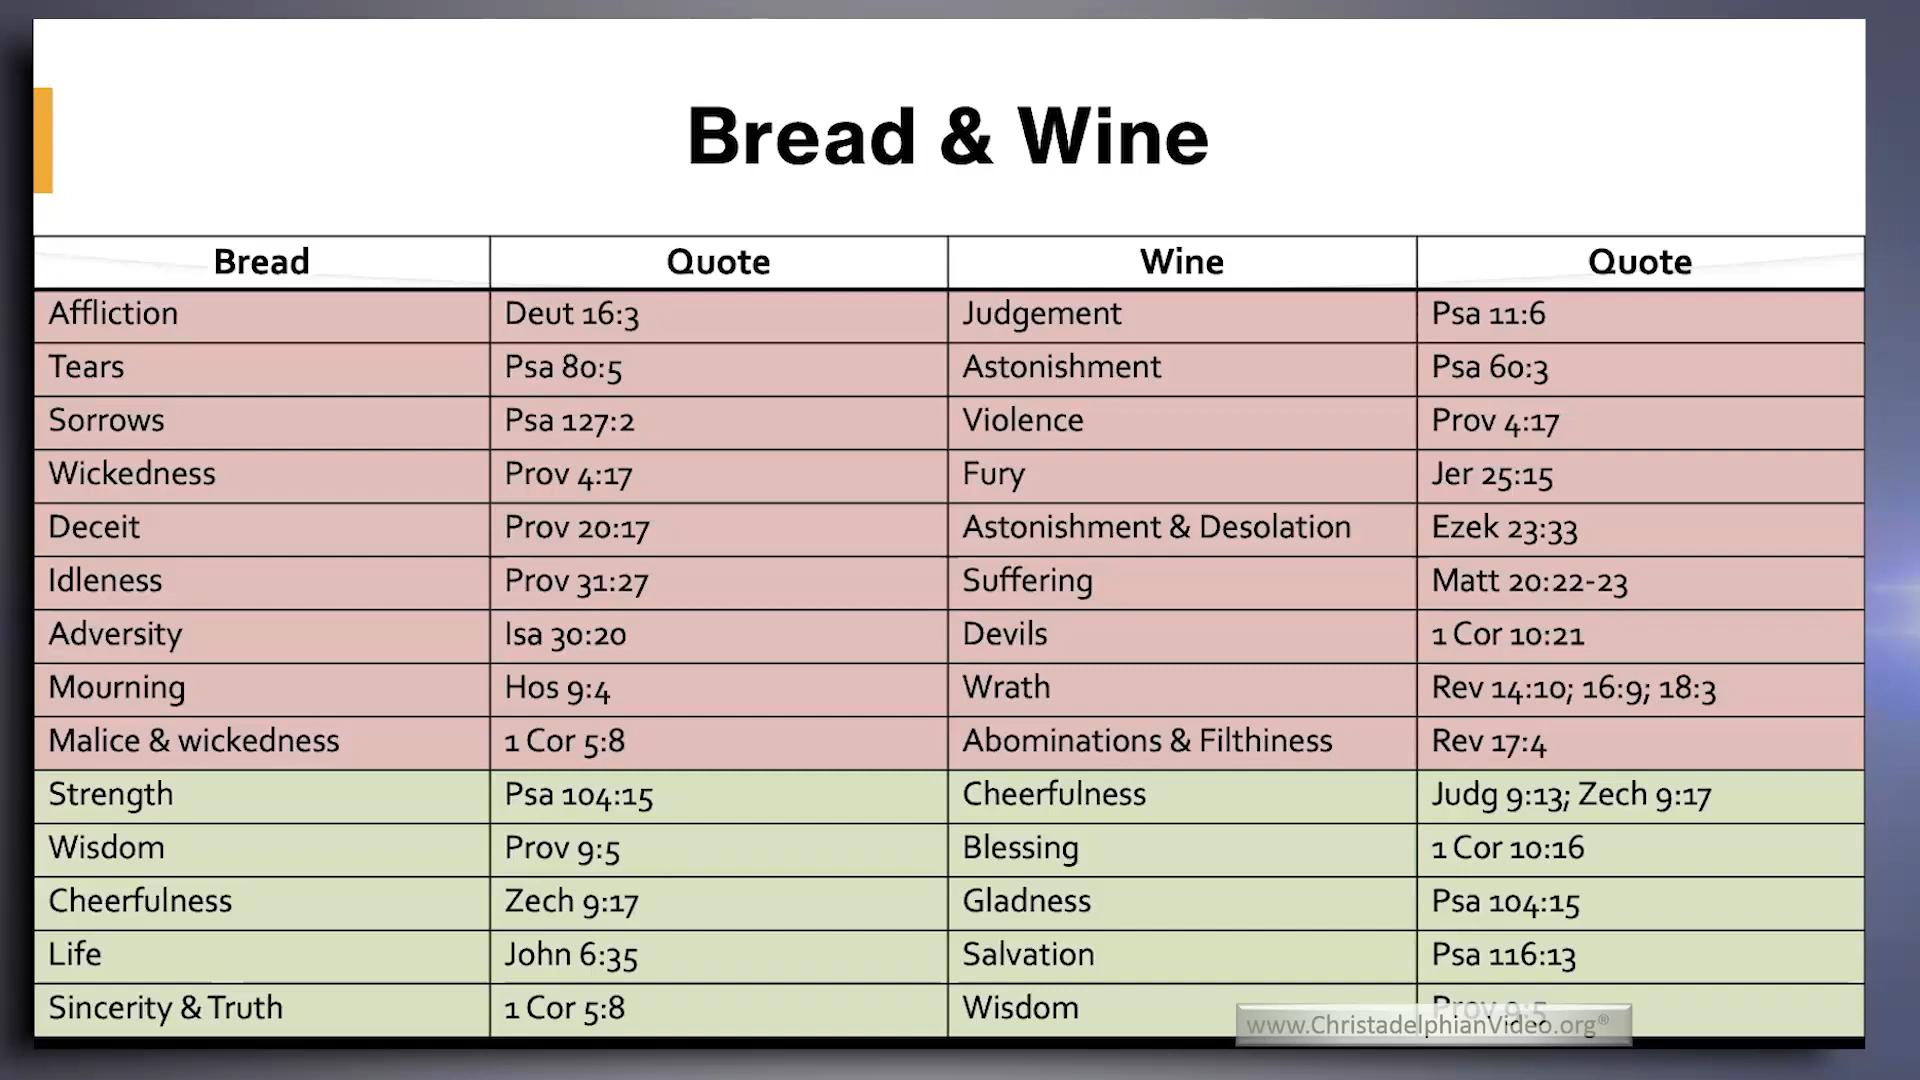 Bread & Wine
Bread Quote Wine Quote
Affliction Deut 16:3 Judgement Psa 11:6
Tears Psa 80:5 Astonishment Psa 60:3
Sorrows Psa 127:2 Violence Prov 4:17
Wickedness Prov 4:17 Fury Jer 25:15
Deceit Prov 20:17 Astonishment & Desolation Ezek 23:33
Idleness Prov 31:27 Suffering Matt 20:22-23
Adversity Isa 30:20 Devils 1 Cor 10:21
Mourning Hos 9:4 Wrath Rev 14:10; 16:9; 18:3
Malice & wickedness 1 Cor 5:8 Abominations & Filthiness Rev 17:4
Strength Psa 104:15 Cheerfulness Judg 9:13; Zech 9:17
Wisdom Prov 9:5 Blessing 1 Cor 10:16
Cheerfulness Zech 9:17 Gladness Psa 104:15
Life John 6:35 Salvation Psa 116:13
Sincerity & Truth 1 Cor 5:8 Wisdom Prov 9:5
www.ChristadelphianVideo.org®